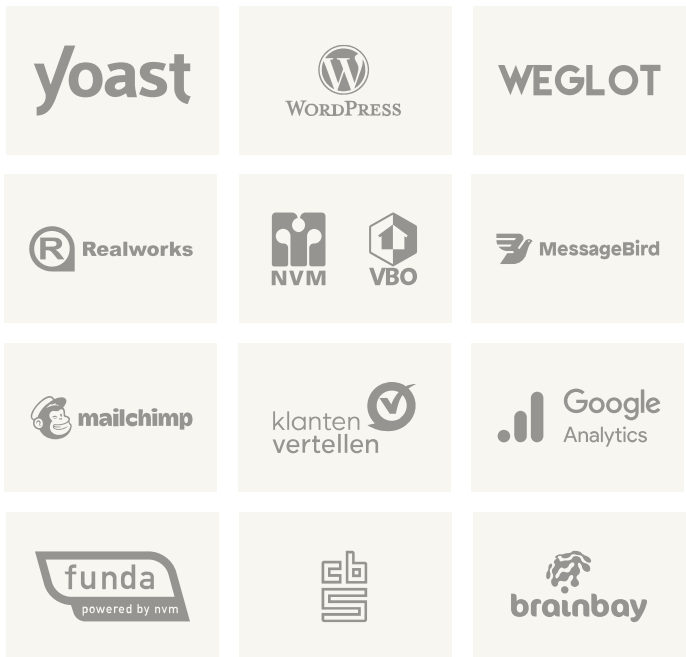 yoast
W
WORDPRESS
WEGLOT
R Realworks
NVM
VBO
MessageBird
mailchimp
klanten
vertellen
Google
Analytics
funda
powered by nvm
cbs
brainbay